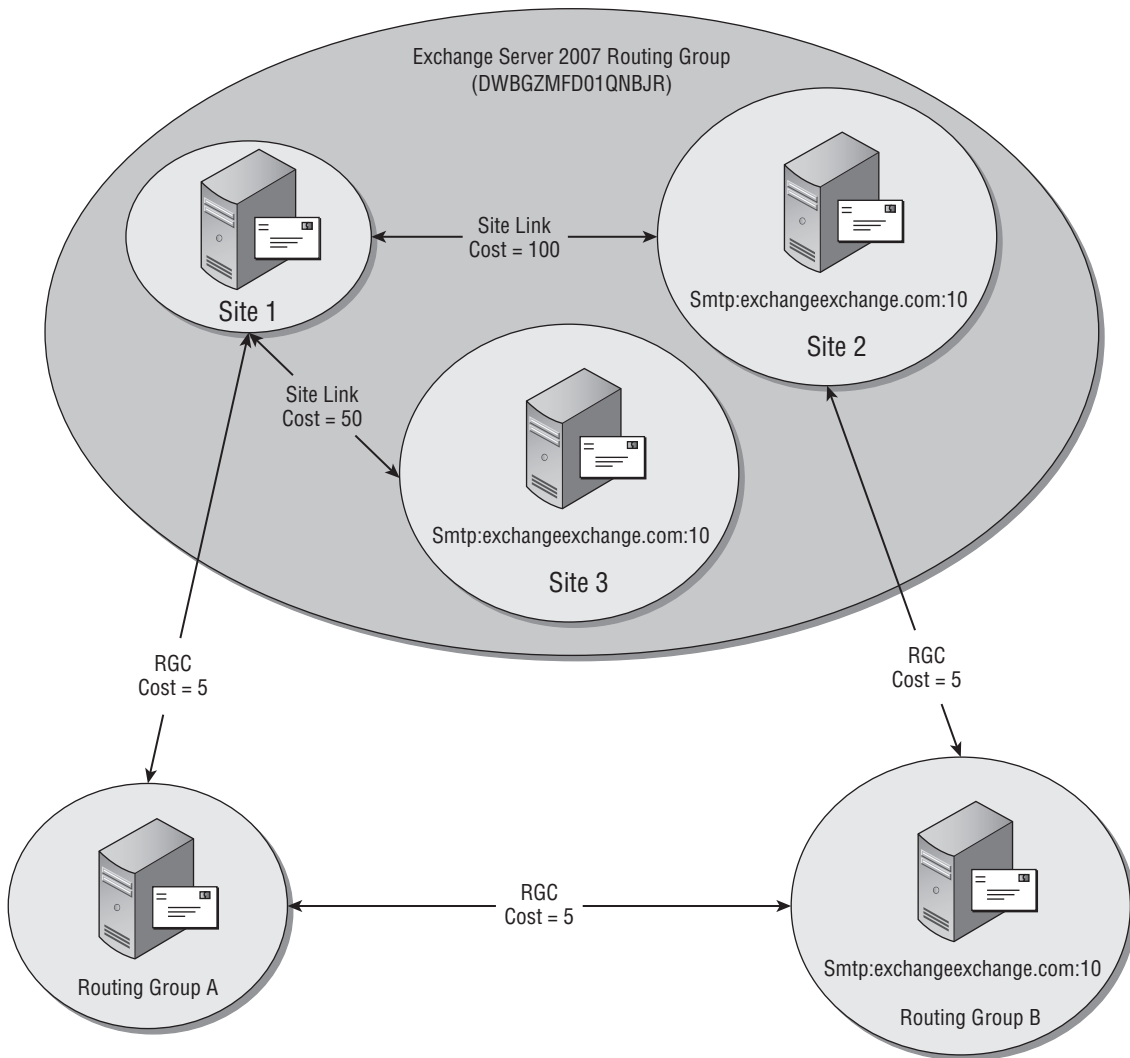 Exchange Server 2007 Routing Group
(DWBGZMFD01QNBJR)
Site Link
Cost = 100
Site 1
Smtp:exchangeexchange.com:10
Site 2
Site Link
Cost = 50
Smtp:exchangeexchange.com:10
Site 3
RGC
Cost = 5
RGC
Cost = 5
RGC
Cost = 5
Routing Group A
Smtp:exchangeexchange.com:10
Routing Group B